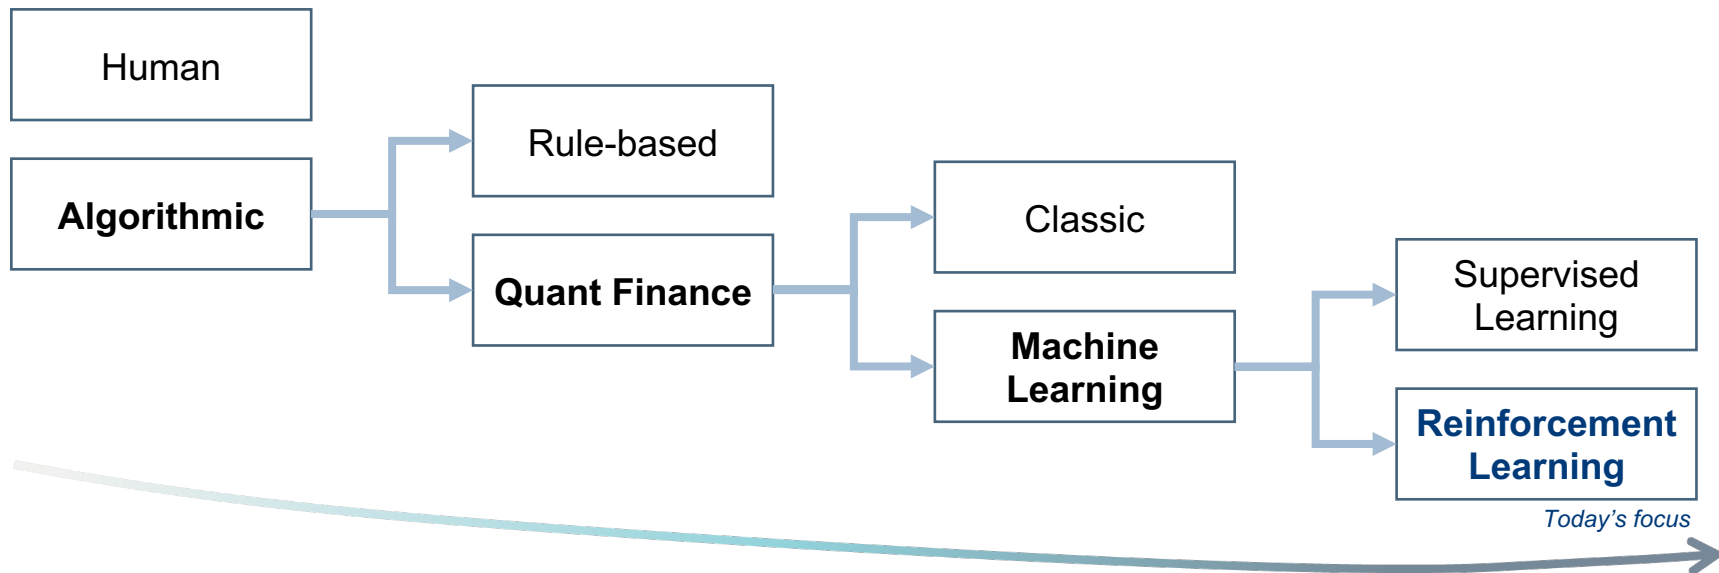 Human
Algorithmic
Rule-based
Quant Finance
Classic
Machine
Learning
Supervised
Learning
Reinforcement
Learning
Today’s focus